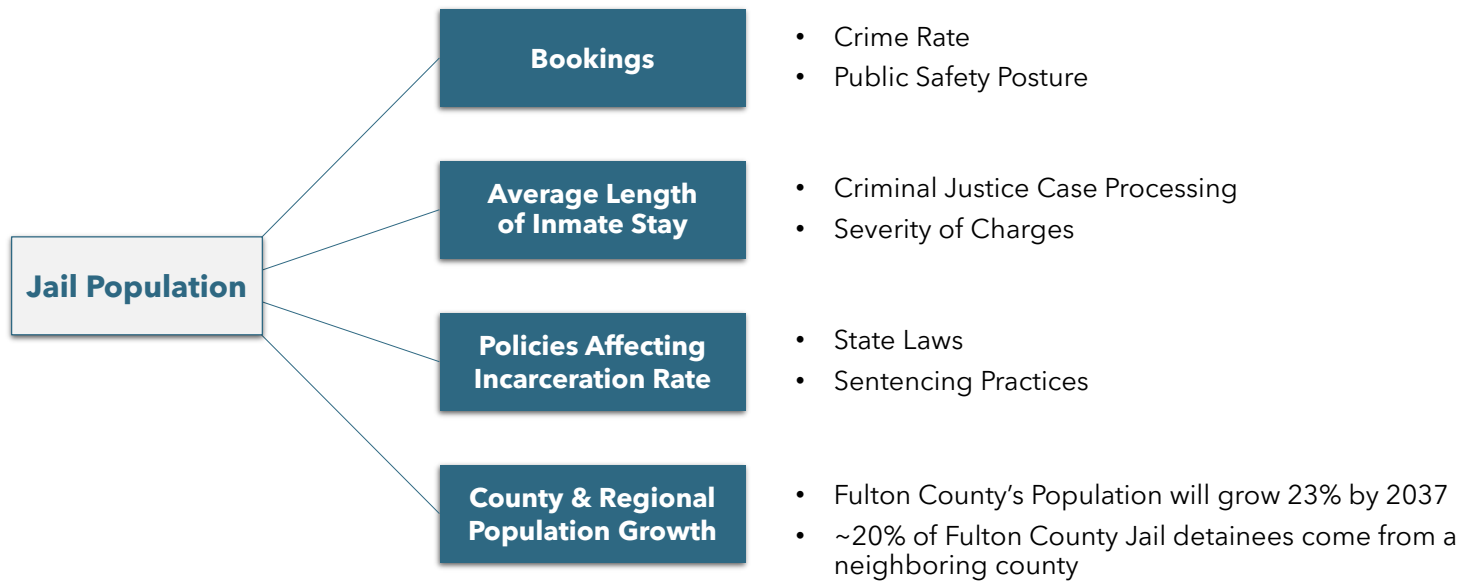 Jail Population
Bookings
• Crime Rate
• Public Safety Posture
Average Length
of Inmate Stay
• Criminal Justice Case Processing
• Severity of Charges
Policies Affecting
Incarceration Rate
• State Laws
• Sentencing Practices
County & Regional
Population Growth
• Fulton County’s Population will grow 23% by 2037
• ~20% of Fulton County Jail detainees come from a
neighboring county